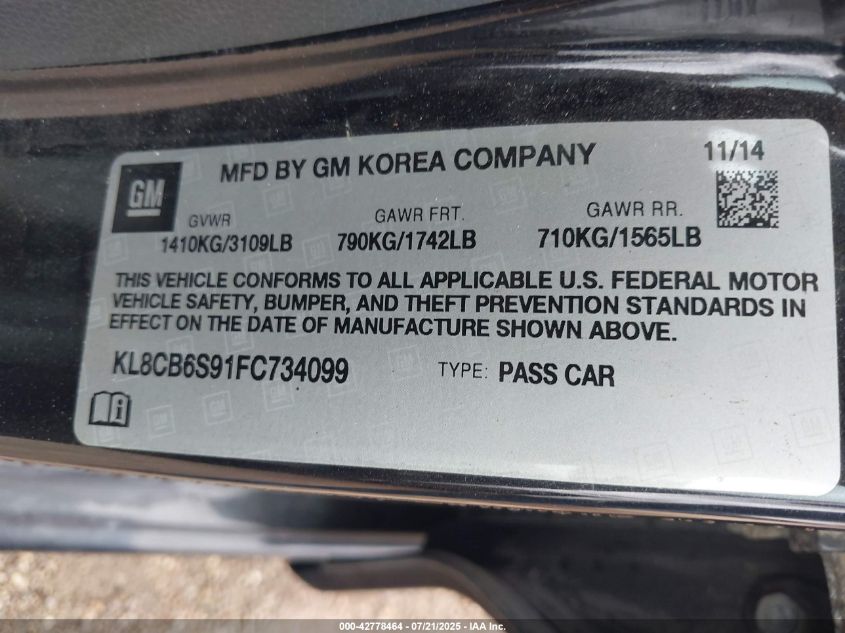 GM
MFD BY GM KOREA COMPANY
11/14
GVWR
GAWR FRT.
GAWR RR.
1410KG/3109LB
790KG/1742LB
710KG/1565LB
THIS VEHICLE CONFORMS TO ALL APPLICABLE U.S. FEDERAL MOTOR
VEHICLE SAFETY, BUMPER, AND THEFT PREVENTION STANDARDS IN
EFFECT ON THE DATE OF MANUFACTURE SHOWN ABOVE.
KL8CB6S91FC734099
TYPE: PASS CAR
i
000-42778464 - 07/21/2025 - IAA Inc.